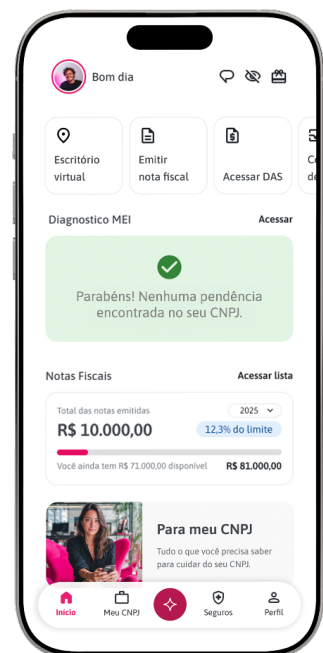 Bom dia
Escritório
virtual
Emitir
nota fiscal
Acessar DAS
Diagnostico MEI
Acessar
Parabéns! Nenhuma pendência
encontrada no seu CNPJ.
Notas Fiscais
Acessar lista
Total das notas emitidas
2025
R$ 10.000,00
12,3% do limite
Você ainda tem R$ 71.000,00 disponível
R$ 81.000,00
Para meu CNPJ
Tudo o que você precisa saber
para cuidar do seu CNPJ.
Início
Meu CNPJ
Seguros
Perfil